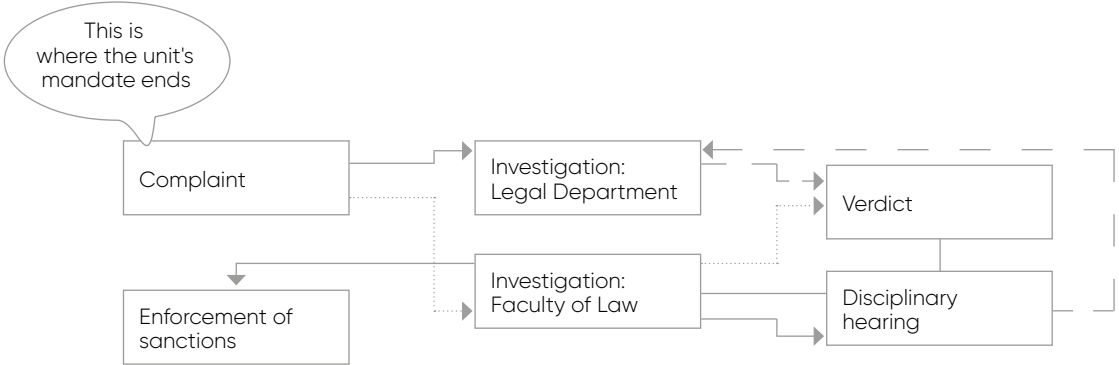 This is
where the unit's
mandate ends
Complaint
Investigation:
Legal Department
Verdict
Investigation:
Faculty of Law
Disciplinary
hearing
Enforcement of
sanctions